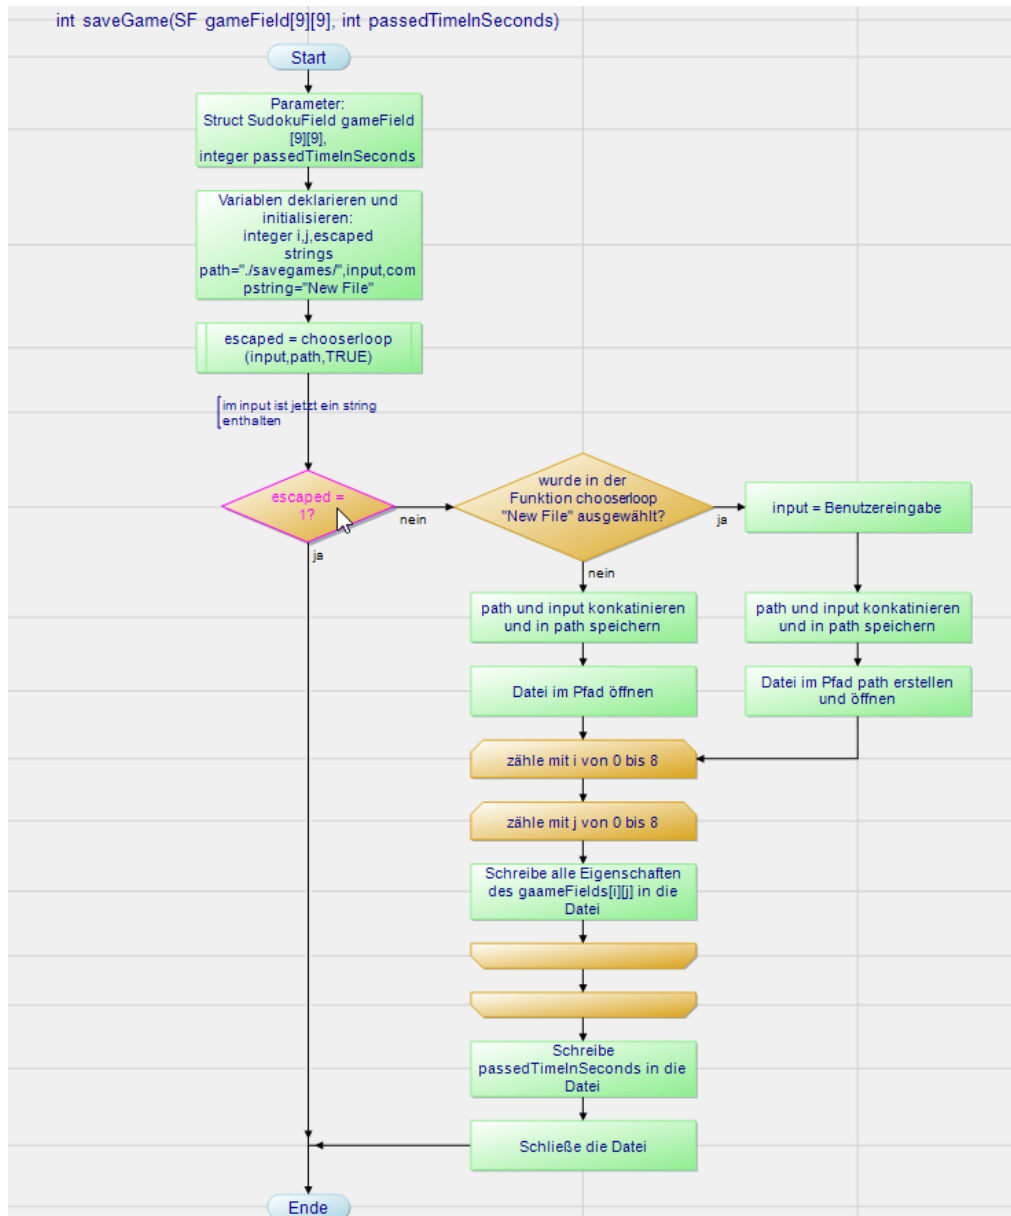 int saveGame(SF gameField[9][9], int passedTimeInSeconds)
Start
Parameter:
Struct SudokuField gameField
[9][9],
integer passedTimeInSeconds
Variablen deklarieren und
initialisieren:
integer i,j,escaped
strings
path="./savegames/",input,com
pstring="New File"
escaped = chooserloop
(input,path,TRUE)
im input ist jetzt ein string
enthalten
escaped =
1?
nein
ja
wurde in der
Funktion chooserloop
"New File" ausgewählt?
ja
nein
input = Benutzereingabe
path und input konkatinieren
und in path speichern
path und input konkatinieren
und in path speichern
Datei im Pfad öffnen
Datei im Pfad path erstellen
und öffnen
zähle mit i von 0 bis 8
zähle mit j von 0 bis 8
Schreibe alle Eigenschaften
des gaameFields[i][j] in die
Datei
Schreibe
passedTimeInSeconds in die
Datei
Schließe die Datei
Ende